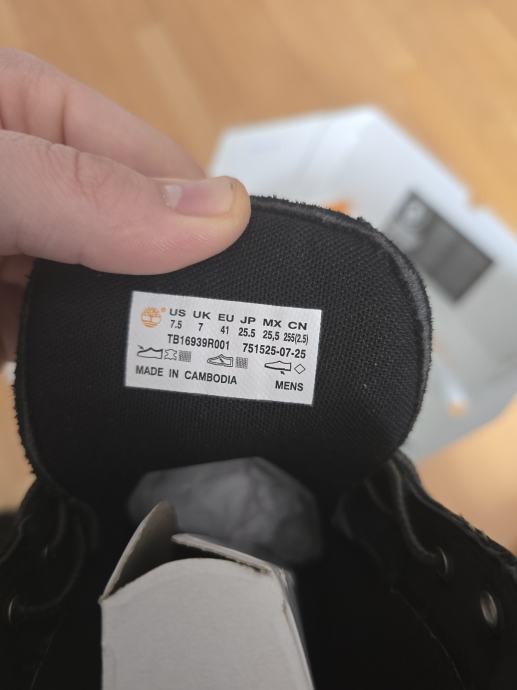 US UK EU JP MX CN
7.5 7 41 25.5 25,5 255(2.5)
TB16939R001 751525-07-25
MADE IN CAMBODIA MENS